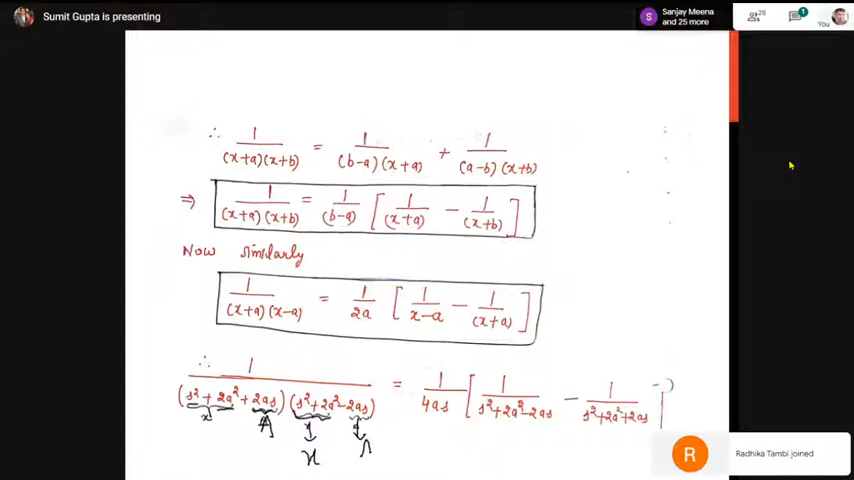 Sumit Gupta is presenting
S
Sanjay Meena
and 25 more
26
1
You
∴ 1/((x+a)(x+b)) = 1/((b-a)(x+a)) + 1/((a-b)(x+b))
⇒ 1/((x+a)(x+b)) = 1/(b-a) [ 1/(x+a) - 1/(x+b) ]
Now similarly
1/((x+a)(x-a)) = 1/2a [ 1/(x-a) - 1/(x+a) ]
∴ 1/((s²+2a²+2as)(s²+2a²-2as)) = 1/4as [ 1/(s²+2a²-2as) - 1/(s²+2a²+2as) ]
x A x
R
Radhika Tambi joined